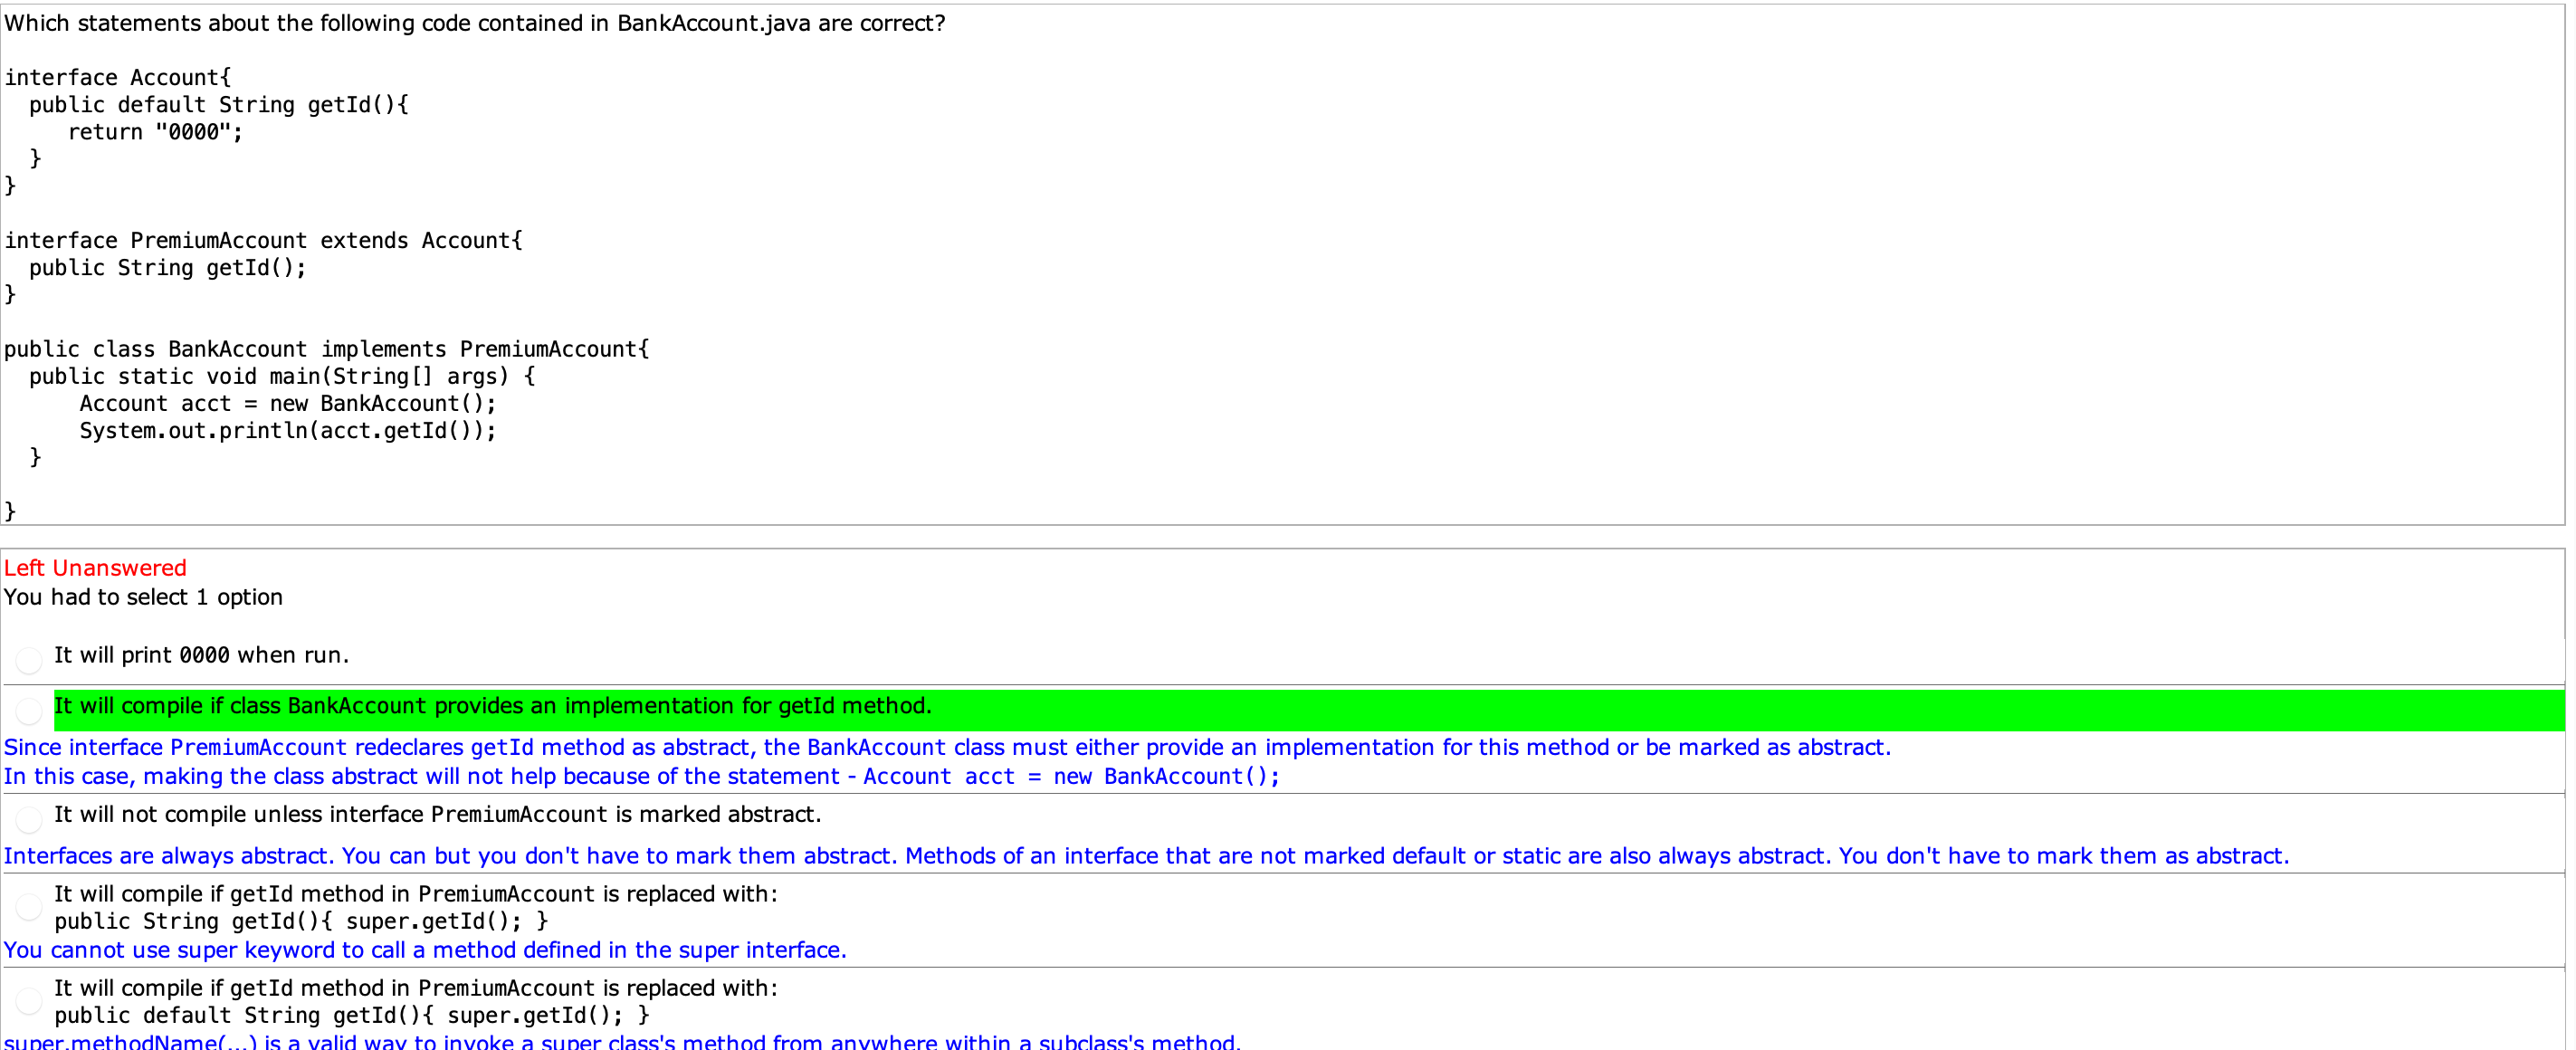 Which statements about the following code contained in BankAccount.java are correct?
interface Account{
  public default String getId(){
     return "0000";
  }
}
interface PremiumAccount extends Account{
  public String getId();
}
public class BankAccount implements PremiumAccount{
  public static void main(String[] args) {
      Account acct = new BankAccount();
      System.out.println(acct.getId());
  }
}
Left Unanswered
You had to select 1 option
It will print 0000 when run.
It will compile if class BankAccount provides an implementation for getId method.
Since interface PremiumAccount redeclares getId method as abstract, the BankAccount class must either provide an implementation for this method or be marked as abstract.
In this case, making the class abstract will not help because of the statement - Account acct = new BankAccount();
It will not compile unless interface PremiumAccount is marked abstract.
Interfaces are always abstract. You can but you don't have to mark them abstract. Methods of an interface that are not marked default or static are also always abstract. You don't have to mark them as abstract.
It will compile if getId method in PremiumAccount is replaced with:
public String getId(){ super.getId(); }
You cannot use super keyword to call a method defined in the super interface.
It will compile if getId method in PremiumAccount is replaced with:
public default String getId(){ super.getId(); }
super.methodName(...) is a valid way to invoke a super class's method from anywhere within a subclass's method.